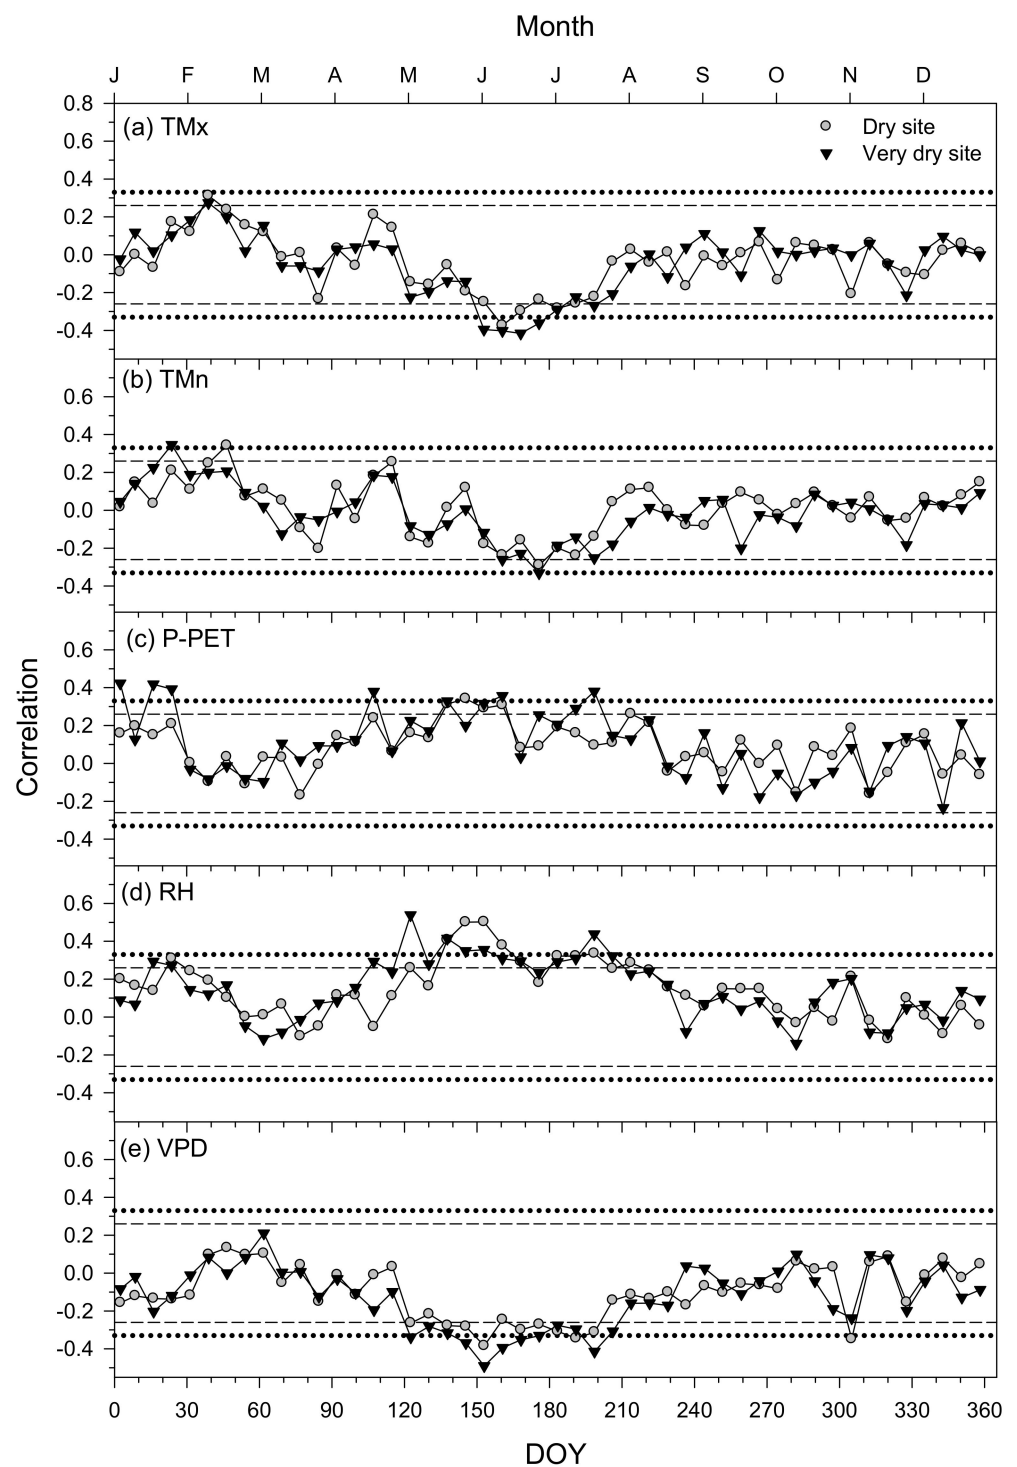 Month
J F M A M J J A S O N D
0.8
(a) TMx
Dry site
Very dry site
0.6
0.4
0.2
0.0
-0.2
-0.4
(b) TMn
0.6
0.4
0.2
0.0
-0.2
-0.4
(c) P-PET
0.6
0.4
0.2
0.0
-0.2
-0.4
Correlation
(d) RH
0.6
0.4
0.2
0.0
-0.2
-0.4
(e) VPD
0.6
0.4
0.2
0.0
-0.2
-0.4
0 30 60 90 120 150 180 210 240 270 300 330 360
DOY